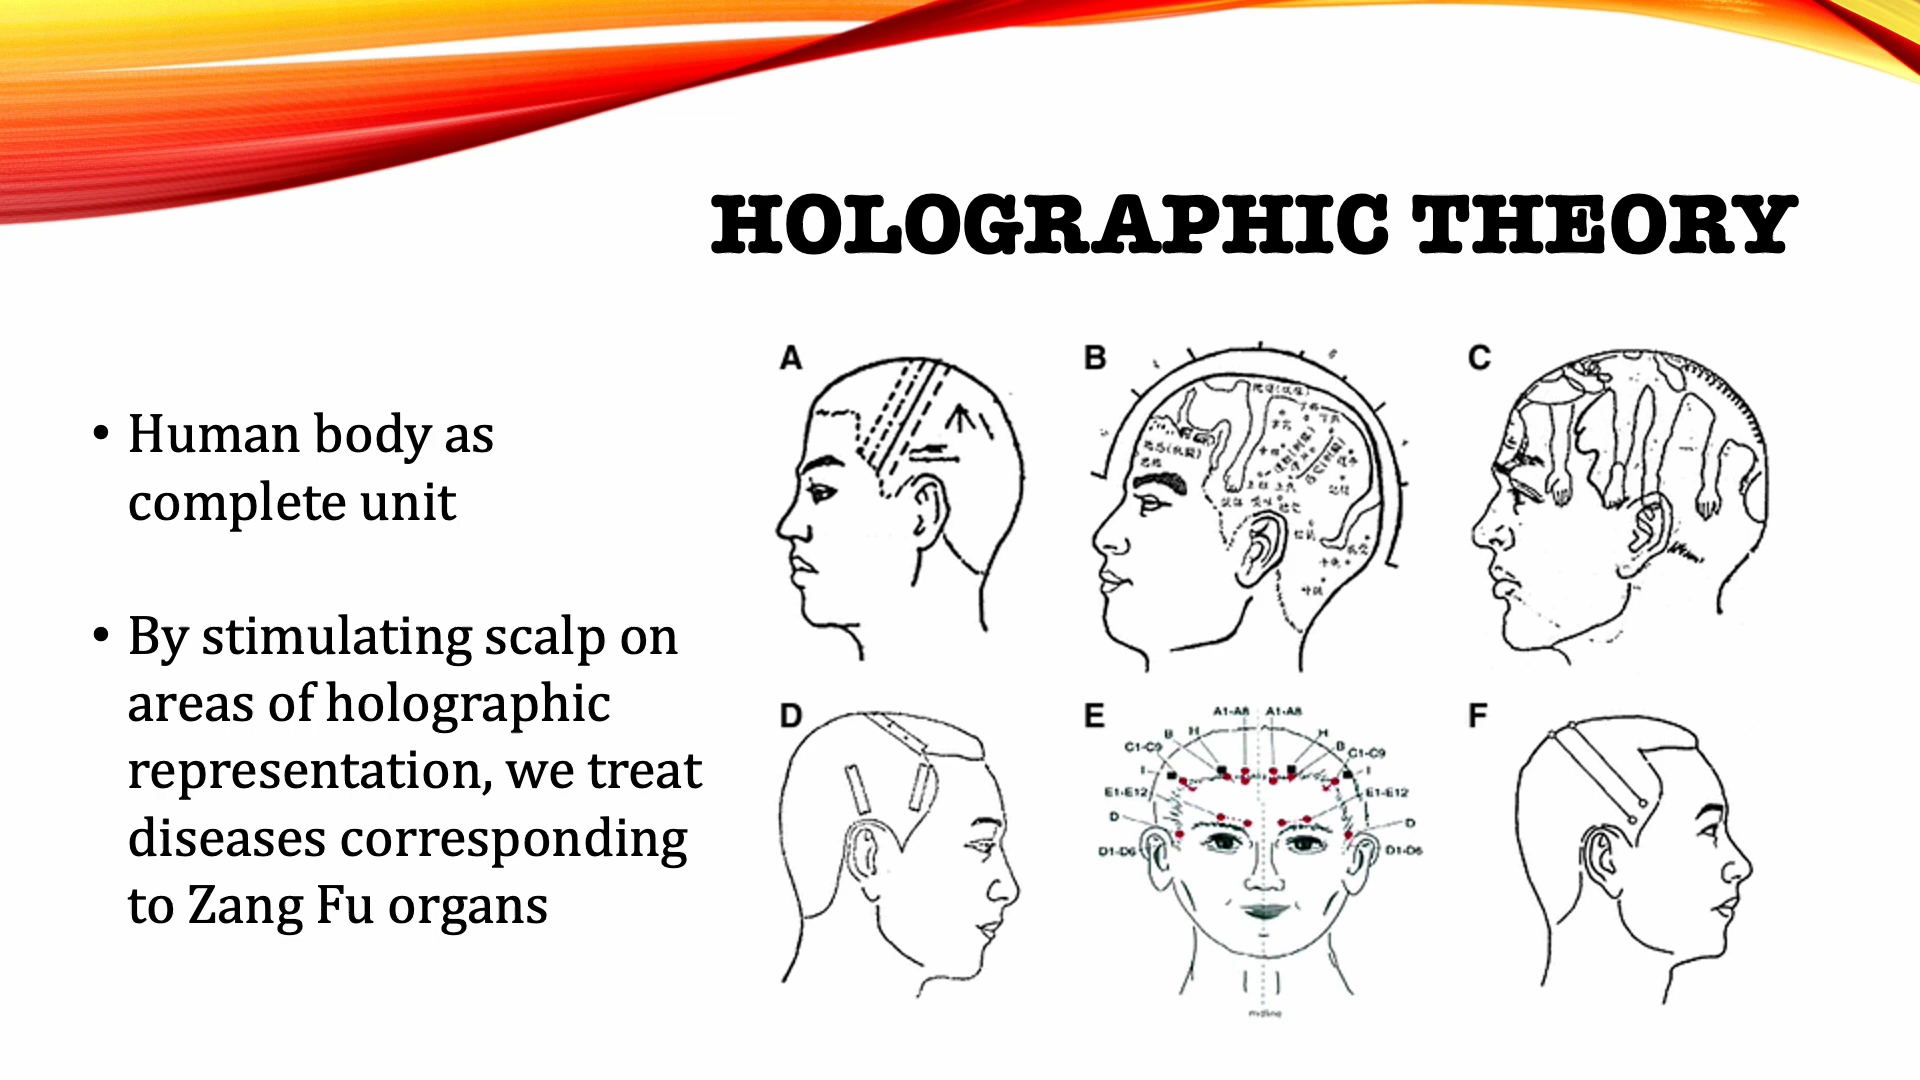 HOLOGRAPHIC THEORY
• Human body as
complete unit
• By stimulating scalp on
areas of holographic
representation, we treat
diseases corresponding
to Zang Fu organs
A
B
C
D
E
F
A1-A8 A1-A8
B H H B
C1-C9 C1-C9
I I
E1-E12 E1-E12
D D
D1-D6 D1-D6
midline